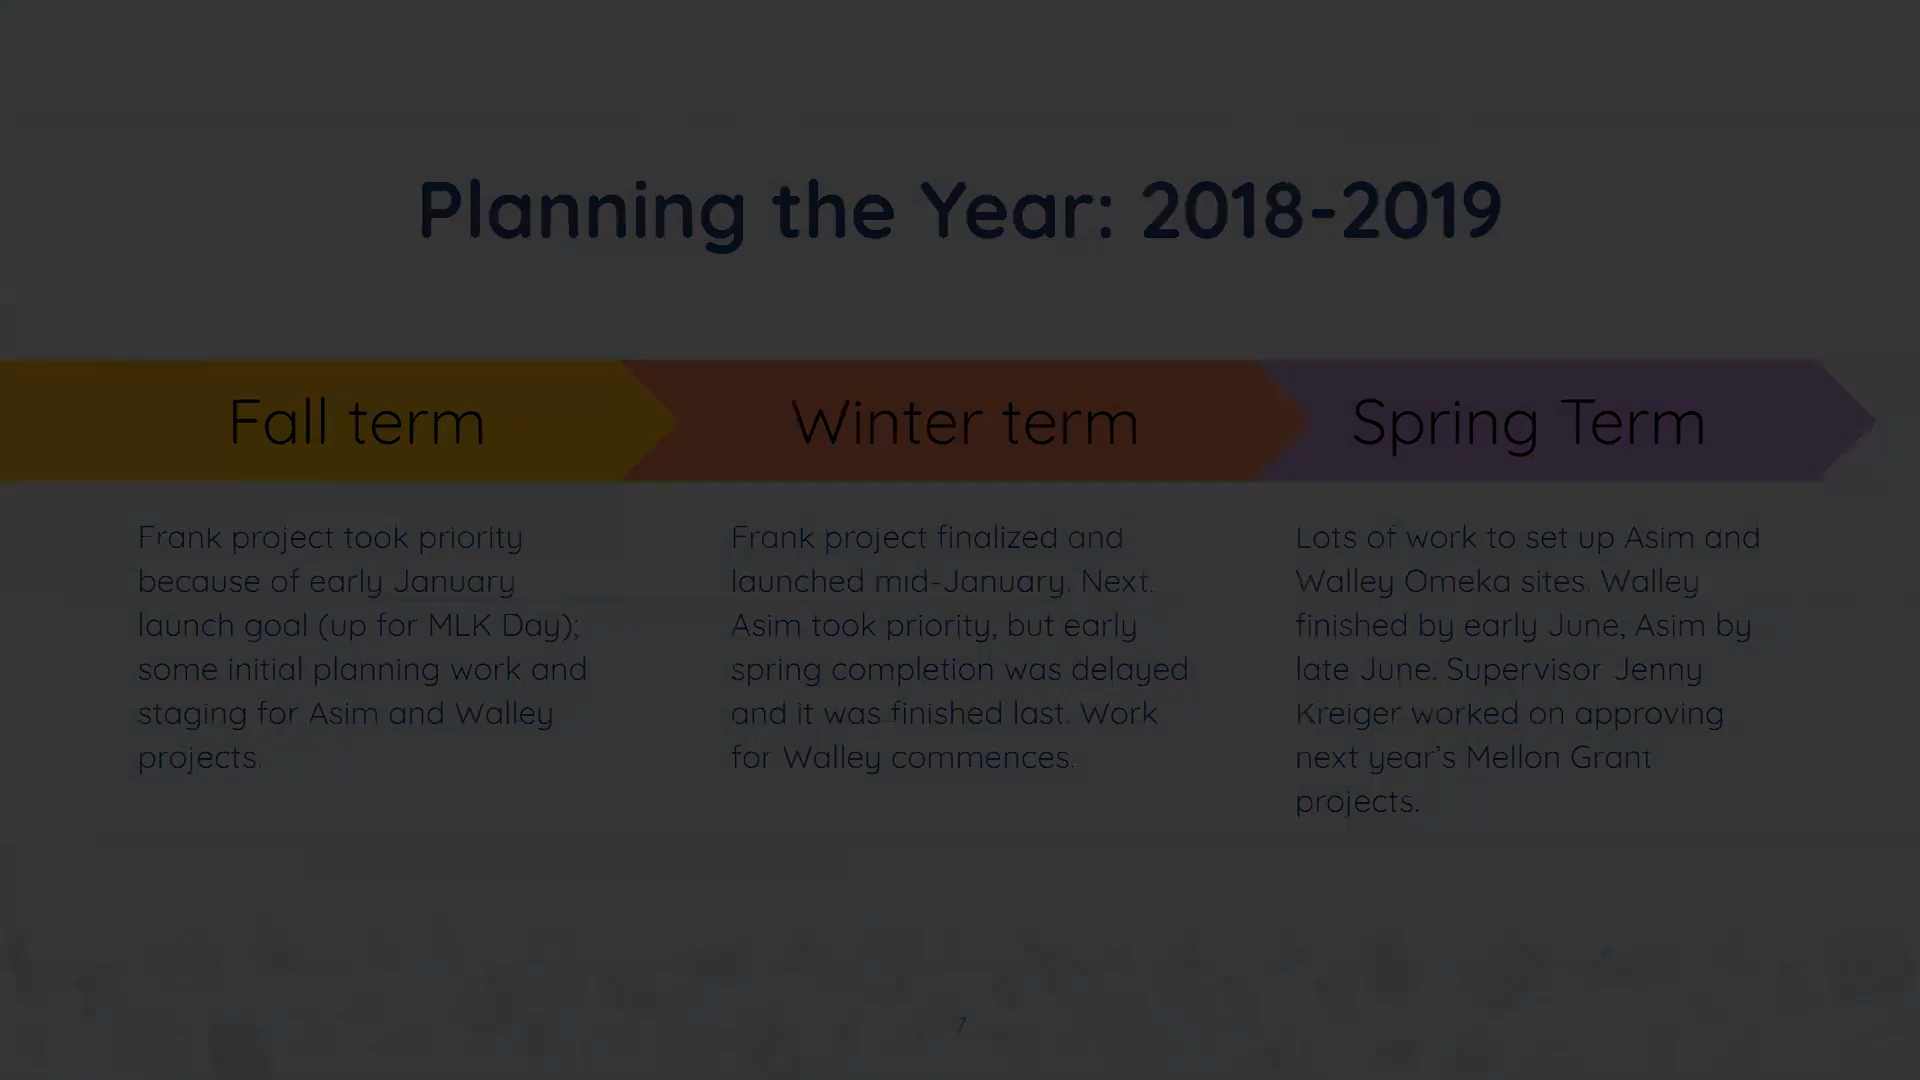 Planning the Year: 2018-2019
Fall term
Winter term
Spring Term
Frank project took priority
because of early January
launch goal (up for MLK Day);
some initial planning work and
staging for Asim and Walley
projects.
Frank project finalized and
launched mid-January. Next.
Asim took priority, but early
spring completion was delayed
and it was finished last. Work
for Walley commences.
Lots of work to set up Asim and
Walley Omeka sites. Walley
finished by early June, Asim by
late June. Supervisor Jenny
Kreiger worked on approving
next year’s Mellon Grant
projects.
7